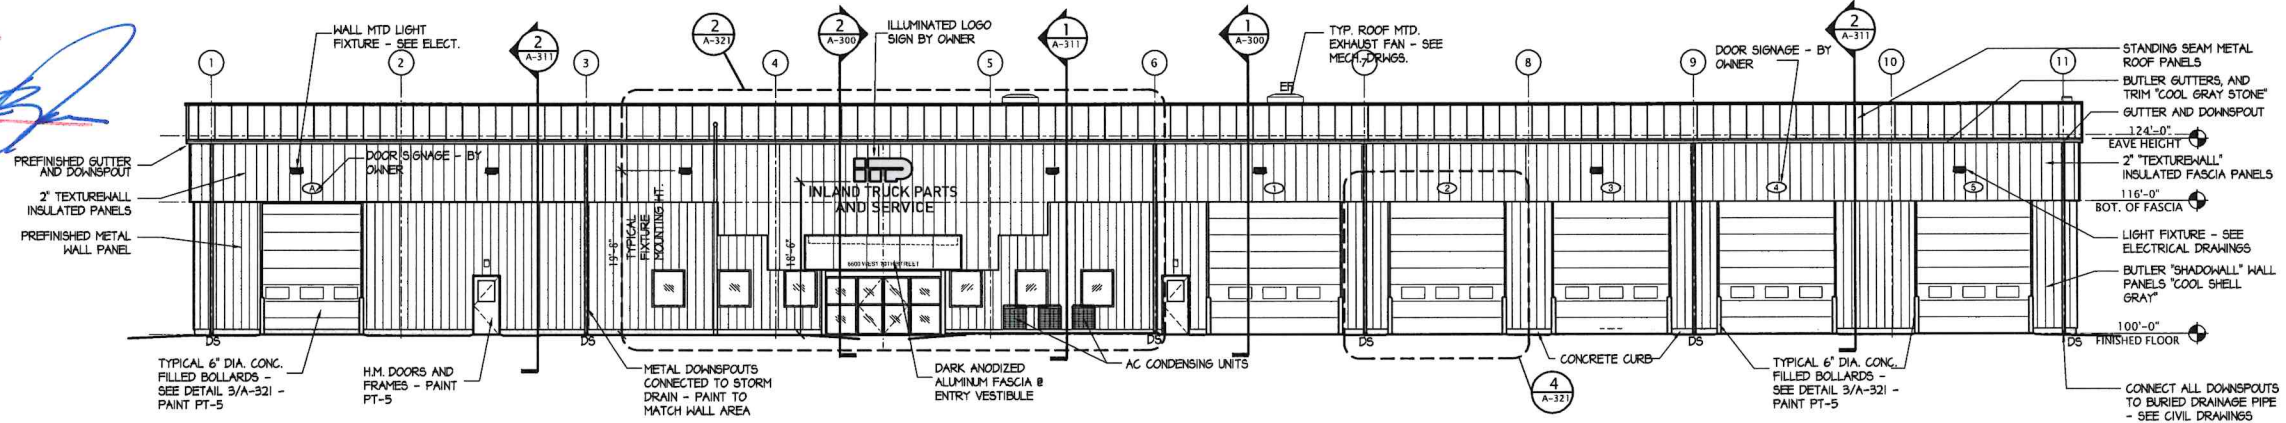 WALL MTD LIGHT
FIXTURE - SEE ELECT.
2
A-311
2
A-321
2
A-300
ILLUMINATED LOGO
SIGN BY OWNER
1
A-311
1
A-300
TYP. ROOF MTD.
EXHAUST FAN - SEE
MECH. DRWGS.
DOOR SIGNAGE - BY
OWNER
2
A-311
STANDING SEAM METAL
ROOF PANELS
BUTLER GUTTERS, AND
TRIM "COOL GRAY STONE"
GUTTER AND DOWNSPOUT
1
2
3
4
5
6
7
8
9
10
11
EF
124'-0"
EAVE HEIGHT
PREFINISHED GUTTER
AND DOWNSPOUT
DOOR SIGNAGE - BY
OWNER
A
2" TEXTUREWALL
INSULATED PANELS
PREFINISHED METAL
WALL PANEL
19'-8"
TYPICAL
FIXTURE
MOUNTING HT.
18'-6"
INLAND TRUCK PARTS
AND SERVICE
1
2
3
4
5
2" "TEXTUREWALL"
INSULATED FASCIA PANELS
116'-0"
BOT. OF FASCIA
LIGHT FIXTURE - SEE
ELECTRICAL DRAWINGS
BUTLER "SHADOWALL" WALL
PANELS "COOL SHELL
GRAY"
100'-0"
FINISHED FLOOR
DS
DS
DS
DS
DS
DS
TYPICAL 6" DIA. CONC.
FILLED BOLLARDS -
SEE DETAIL 3/A-321 -
PAINT PT-5
H.M. DOORS AND
FRAMES - PAINT
PT-5
METAL DOWNSPOUTS
CONNECTED TO STORM
DRAIN - PAINT TO
MATCH WALL AREA
DARK ANODIZED
ALUMINUM FASCIA @
ENTRY VESTIBULE
AC CONDENSING UNITS
CONCRETE CURB
4
A-321
TYPICAL 6" DIA. CONC.
FILLED BOLLARDS -
SEE DETAIL 3/A-321 -
PAINT PT-5
CONNECT ALL DOWNSPOUTS
TO BURIED DRAINAGE PIPE
- SEE CIVIL DRAWINGS